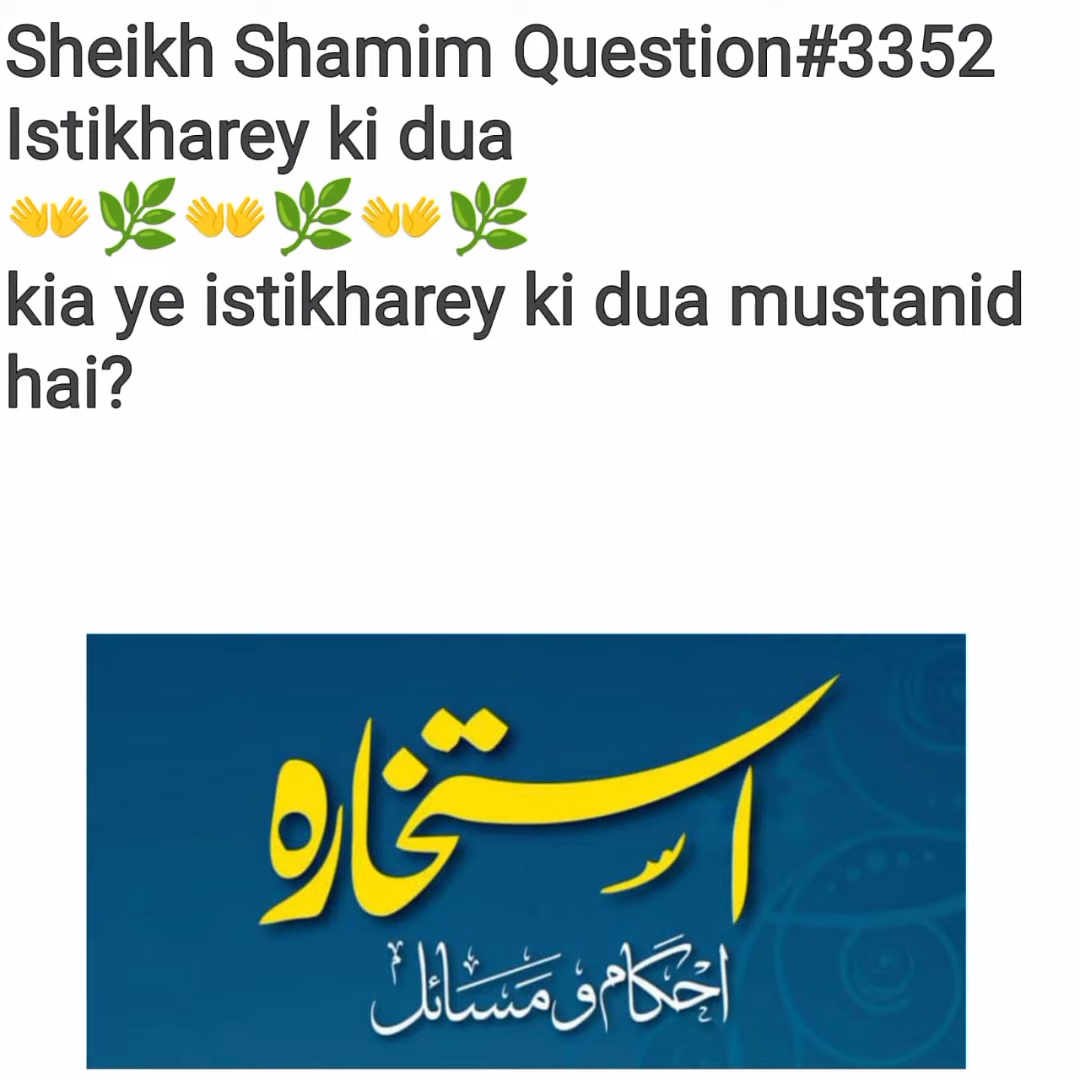 Sheikh Shamim Question#3352
Istikharey ki dua
👐🌿👐🌿👐🌿
kia ye istikharey ki dua mustanid
hai?
استخارہ
احکام و مسائل